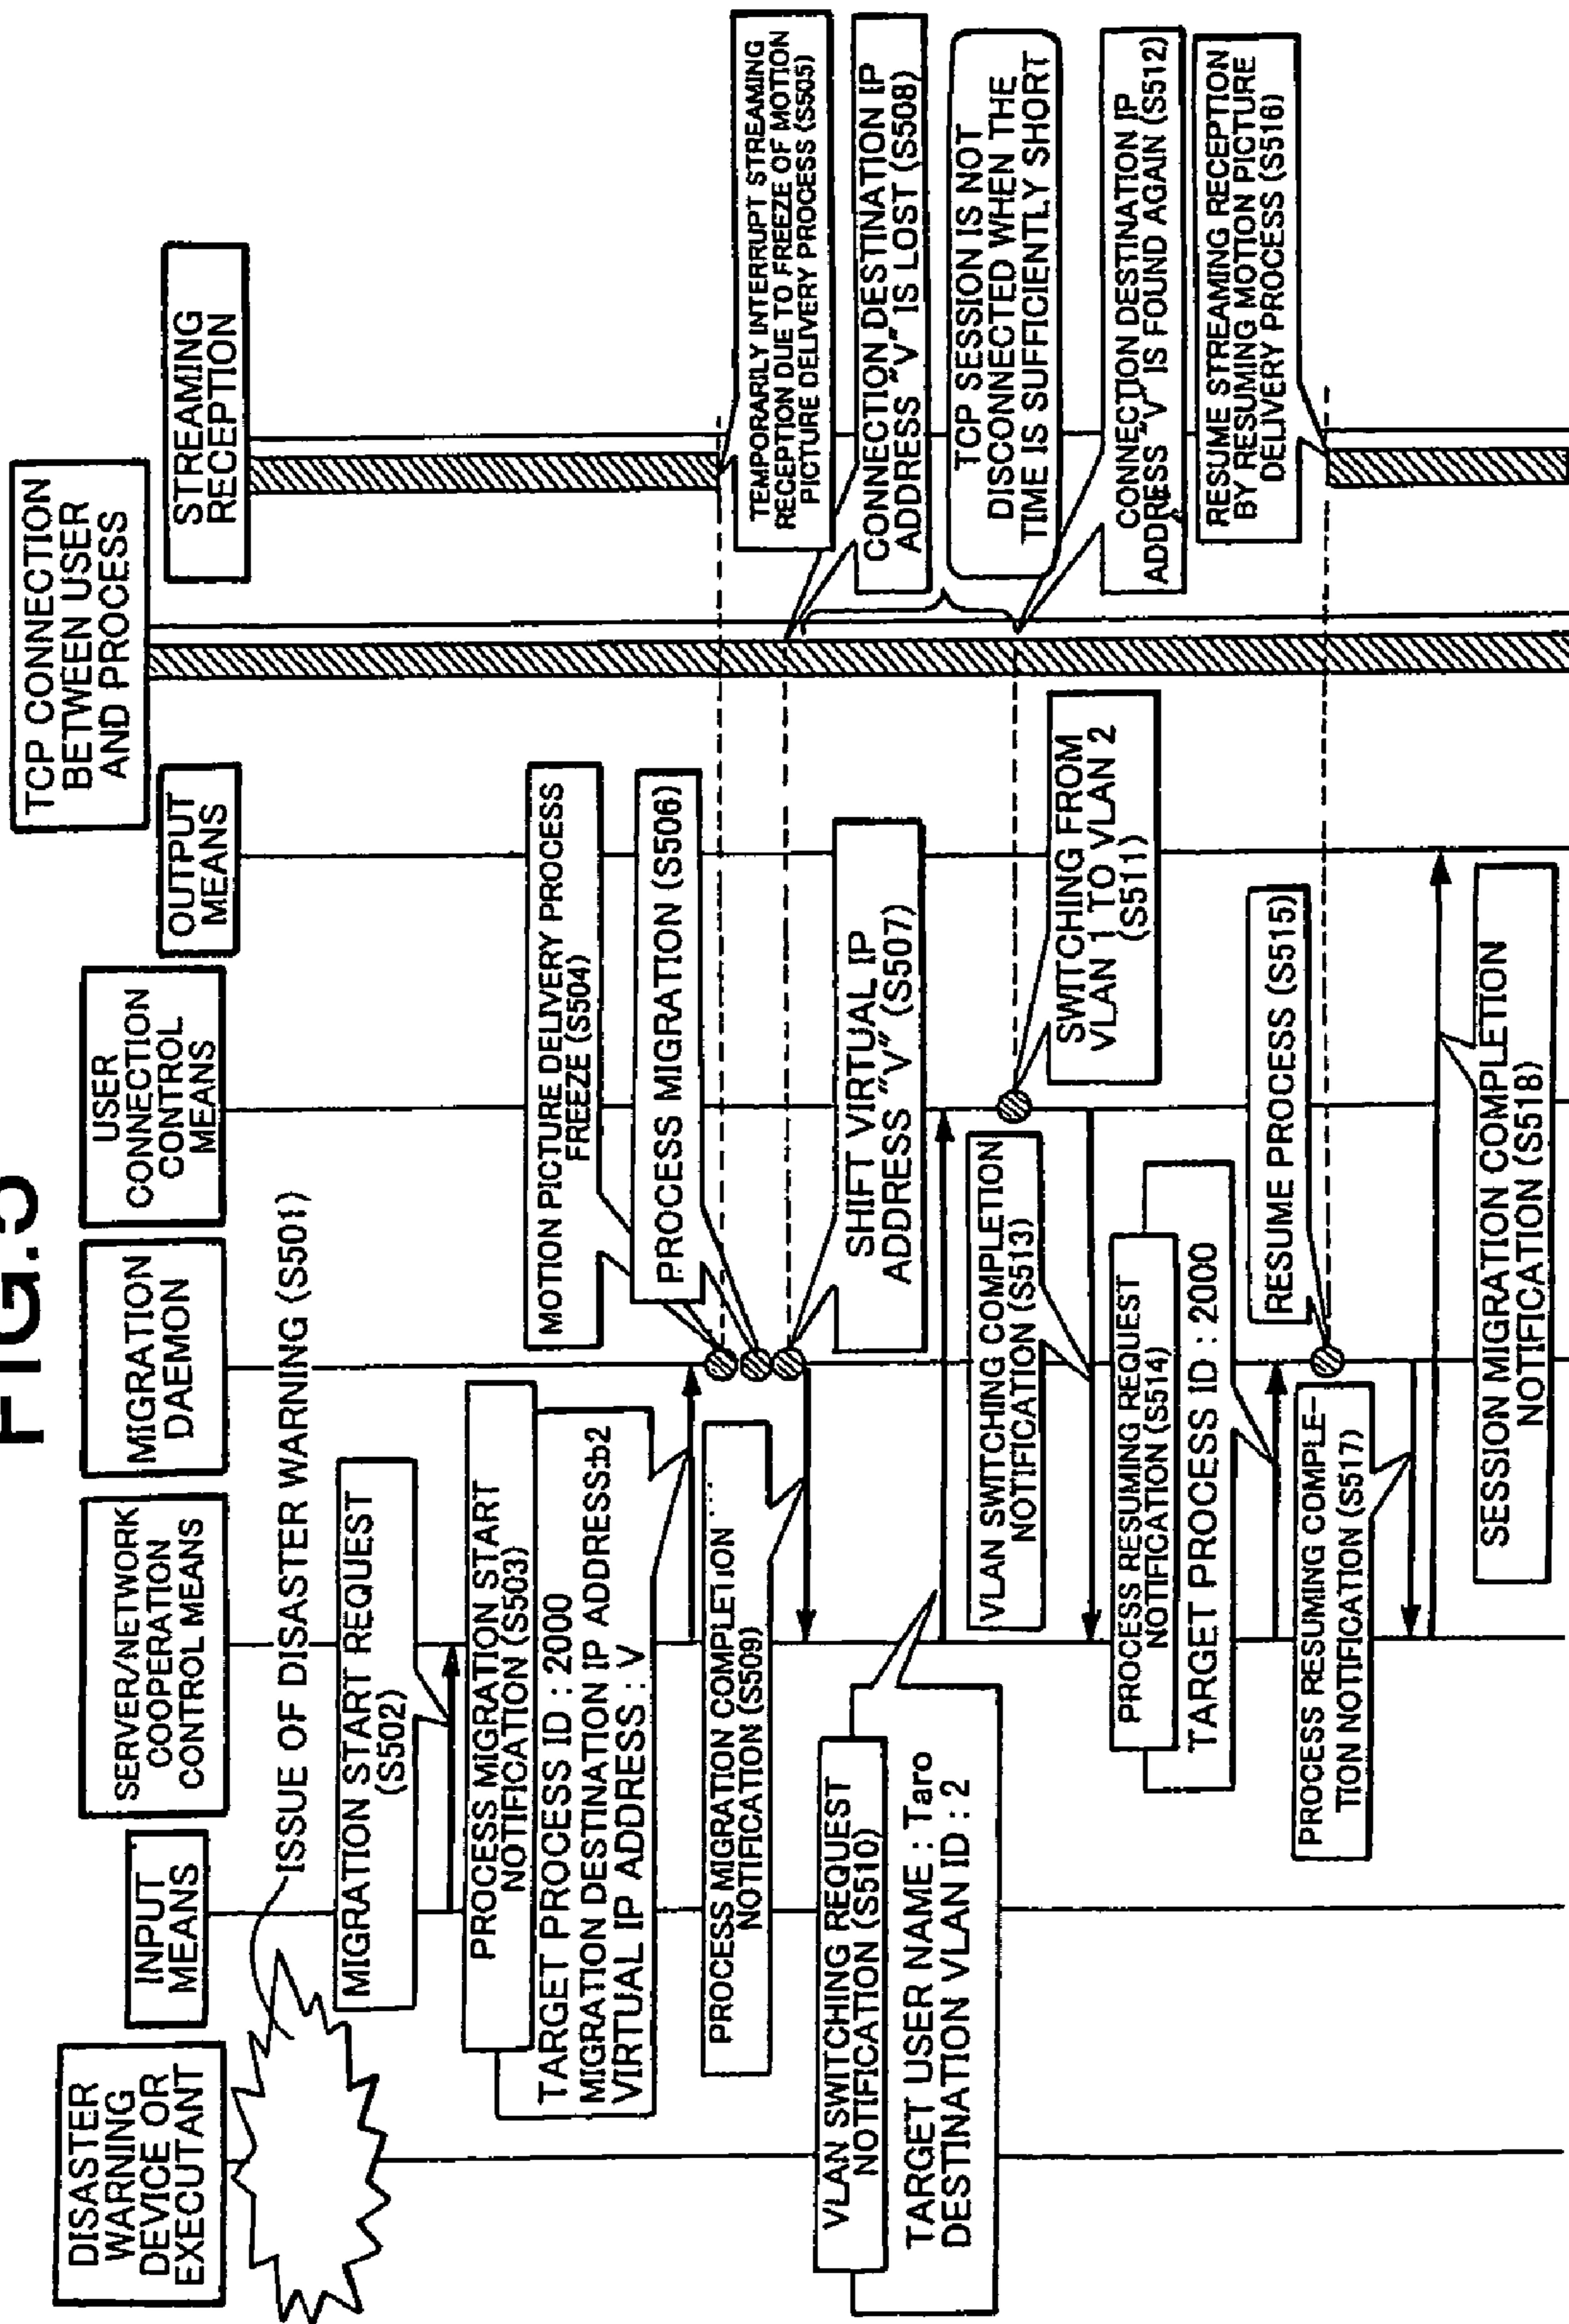 FIG.5
DISASTER
WARNING
DEVICE OR
EXECUTANT
INPUT
MEANS
SERVER/NETWORK
COOPERATION
CONTROL MEANS
MIGRATION
DAEMON
USER
CONNECTION
CONTROL
MEANS
OUTPUT
MEANS
TCP CONNECTION
BETWEEN USER
AND PROCESS
STREAMING
RECEPTION
ISSUE OF DISASTER WARNING (S501)
MIGRATION START REQUEST
(S502)
PROCESS MIGRATION START
NOTIFICATION (S503)
TARGET PROCESS ID : 2000
MIGRATION DESTINATION IP ADDRESS:b2
VIRTUAL IP ADDRESS : V
MOTION PICTURE DELIVERY PROCESS
FREEZE (S504)
TEMPORARILY INTERRUPT STREAMING
RECEPTION DUE TO FREEZE OF MOTION
PICTURE DELIVERY PROCESS (S505)
PROCESS MIGRATION (S506)
SHIFT VIRTUAL IP
ADDRESS "V" (S507)
CONNECTION DESTINATION IP
ADDRESS "V" IS LOST (S508)
PROCESS MIGRATION COMPLETION
NOTIFICATION (S509)
TCP SESSION IS NOT
DISCONNECTED WHEN THE
TIME IS SUFFICIENTLY SHORT
VLAN SWITCHING REQUEST
NOTIFICATION (S510)
TARGET USER NAME : Taro
DESTINATION VLAN ID : 2
SWITCHING FROM
VLAN 1 TO VLAN 2
(S511)
CONNECTION DESTINATION IP
ADDRESS "V" IS FOUND AGAIN (S512)
VLAN SWITCHING COMPLETION
NOTIFICATION (S513)
PROCESS RESUMING REQUEST
NOTIFICATION (S514)
TARGET PROCESS ID : 2000
RESUME PROCESS (S515)
RESUME STREAMING RECEPTION
BY RESUMING MOTION PICTURE
DELIVERY PROCESS (S516)
PROCESS RESUMING COMPLE-
TION NOTIFICATION (S517)
SESSION MIGRATION COMPLETION
NOTIFICATION (S518)